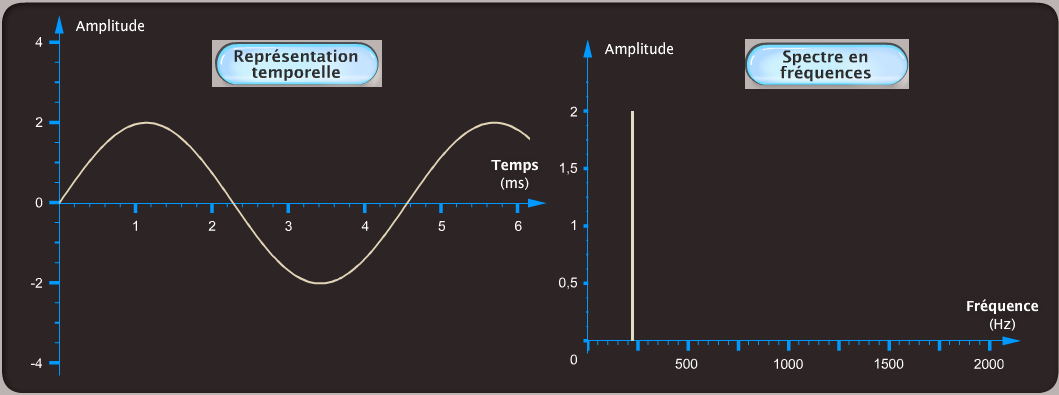 Amplitude
Représentation
temporelle
4
2
0
-2
-4
1
2
3
4
5
6
Temps
(ms)
Amplitude
Spectre en
fréquences
2
1,5
1
0,5
0
500
1000
1500
2000
Fréquence
(Hz)